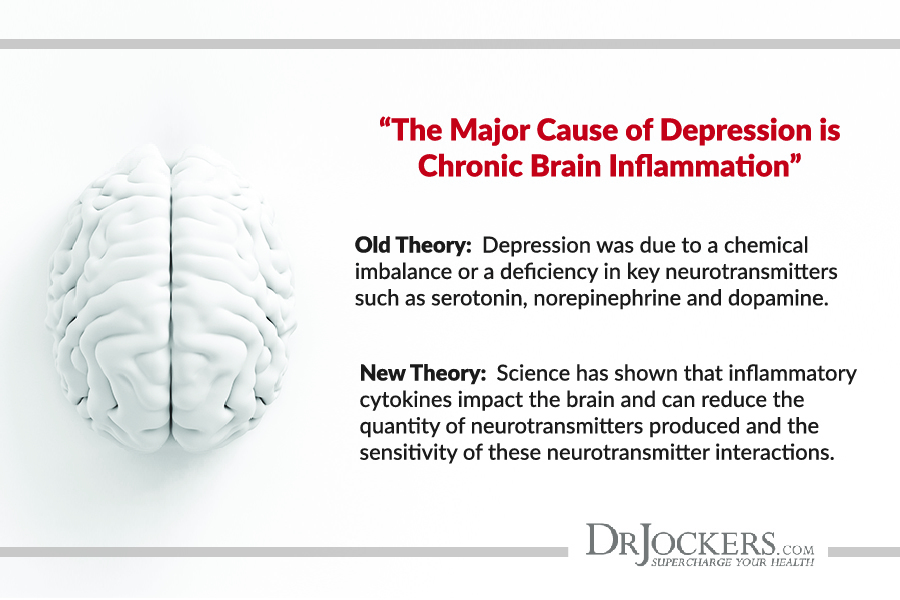 “The Major Cause of Depression is
Chronic Brain Inflammation”
Old Theory: Depression was due to a chemical
imbalance or a deficiency in key neurotransmitters
such as serotonin, norepinephrine and dopamine.
New Theory: Science has shown that inflammatory
cytokines impact the brain and can reduce the
quantity of neurotransmitters produced and the
sensitivity of these neurotransmitter interactions.
DRJOCKERS.COM
SUPERCHARGE YOUR HEALTH